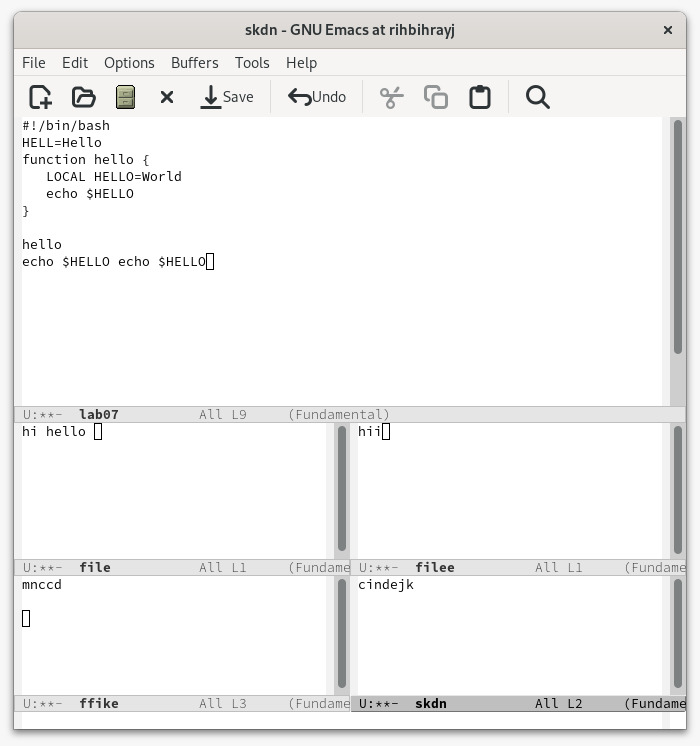 skdn - GNU Emacs at rihbihrayj
File Edit Options Buffers Tools Help
Save Undo
#!/bin/bash
HELL=Hello
function hello {
   LOCAL HELLO=World
   echo $HELLO
}
hello
echo $HELLO echo $HELLO
U:**- lab07 All L9 (Fundamental)
hi hello
U:**- file All L1 (Fundame
hii
U:**- filee All L1 (Fundame
mnccd
U:**- ffike All L3 (Fundame
cindejk
U:**- skdn All L2 (Fundame